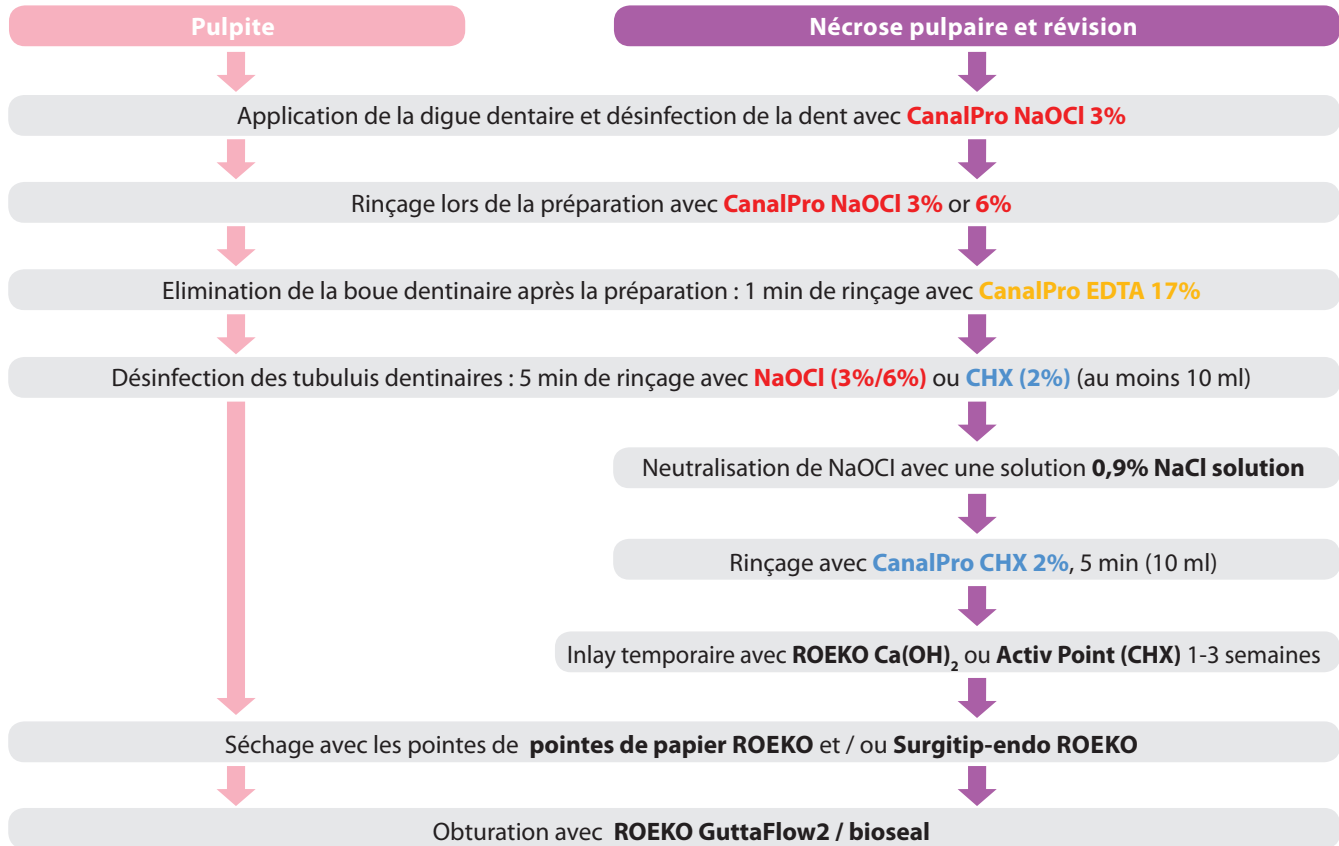 Pulpite
Nécrose pulpaire et révision
Application de la digue dentaire et désinfection de la dent avec CanalPro NaOCl 3%
Rinçage lors de la préparation avec CanalPro NaOCl 3% or 6%
Elimination de la boue dentinaire après la préparation : 1 min de rinçage avec CanalPro EDTA 17%
Désinfection des tubuluis dentinaires : 5 min de rinçage avec NaOCl (3%/6%) ou CHX (2%) (au moins 10 ml)
Neutralisation de NaOCI avec une solution 0,9% NaCl solution
Rinçage avec CanalPro CHX 2%, 5 min (10 ml)
Inlay temporaire avec ROEKO Ca(OH)₂ ou Activ Point (CHX) 1-3 semaines
Séchage avec les pointes de pointes de papier ROEKO et / ou Surgitip-endo ROEKO
Obturation avec ROEKO GuttaFlow2 / bioseal